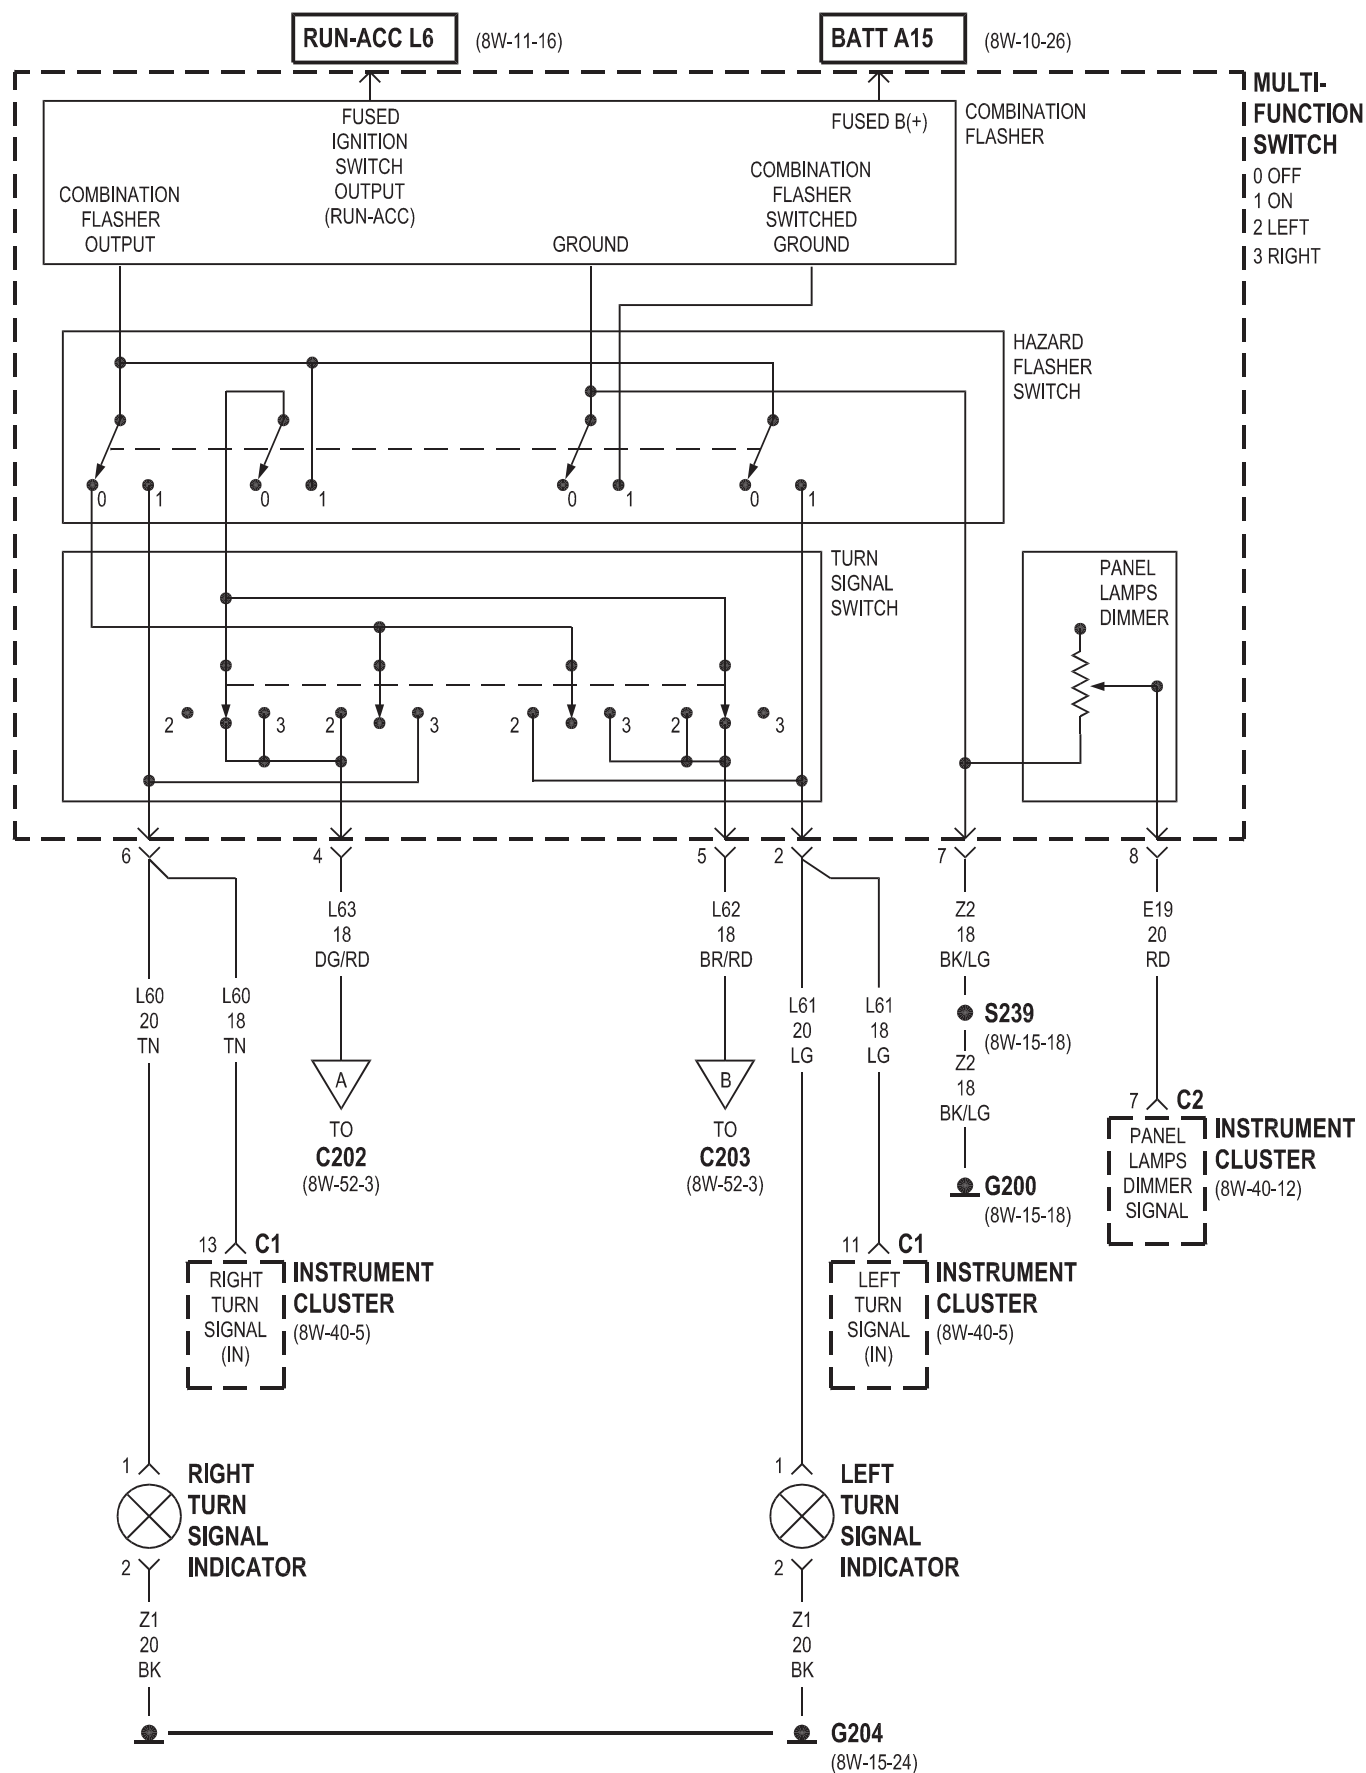 RUN-ACC L6 (8W-11-16)
BATT A15 (8W-10-26)
MULTI-
FUNCTION
SWITCH
0 OFF
1 ON
2 LEFT
3 RIGHT
COMBINATION
FLASHER
FUSED
IGNITION
SWITCH
OUTPUT
(RUN-ACC)
FUSED B(+)
COMBINATION
FLASHER
OUTPUT
GROUND
COMBINATION
FLASHER
SWITCHED
GROUND
HAZARD
FLASHER
SWITCH
0 1 0 1 0 1 0 1
TURN
SIGNAL
SWITCH
PANEL
LAMPS
DIMMER
2 3 2 3 2 3 2 3
6 4 5 2 7 8
L63
18
DG/RD
L62
18
BR/RD
Z2
18
BK/LG
E19
20
RD
L60
20
TN
L60
18
TN
L61
20
LG
L61
18
LG
S239
(8W-15-18)
Z2
18
BK/LG
A
TO
C202
(8W-52-3)
B
TO
C203
(8W-52-3)
G200
(8W-15-18)
7 C2
PANEL
LAMPS
DIMMER
SIGNAL
INSTRUMENT
CLUSTER
(8W-40-12)
13 C1
RIGHT
TURN
SIGNAL
(IN)
INSTRUMENT
CLUSTER
(8W-40-5)
11 C1
LEFT
TURN
SIGNAL
(IN)
INSTRUMENT
CLUSTER
(8W-40-5)
1
RIGHT
TURN
SIGNAL
INDICATOR
2
1
LEFT
TURN
SIGNAL
INDICATOR
2
Z1
20
BK
Z1
20
BK
G204
(8W-15-24)